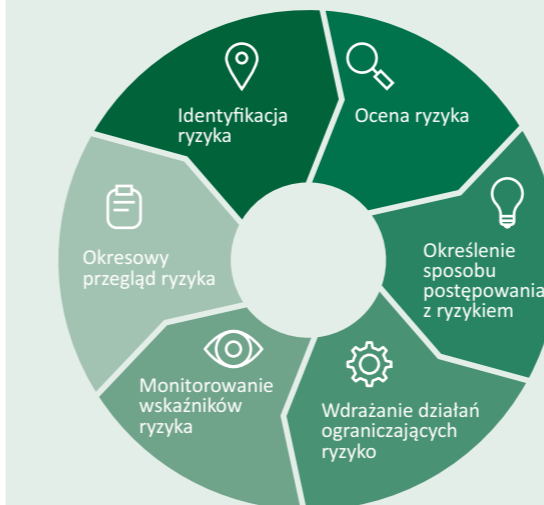 Identyfikacja
ryzyka
Ocena ryzyka
Określenie
sposobu
postępowania
z ryzykiem
Wdrażanie działań
ograniczających
ryzyko
Monitorowanie
wskaźników
ryzyka
Okresowy
przegląd ryzyka